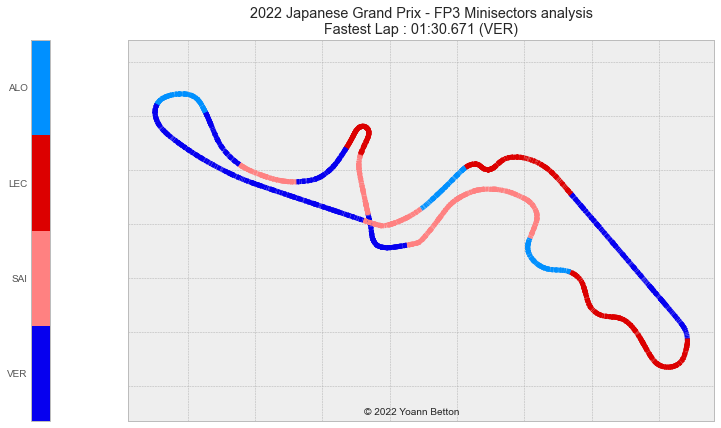 2022 Japanese Grand Prix - FP3 Minisectors analysis
Fastest Lap : 01:30.671 (VER)
ALO
LEC
SAI
VER
© 2022 Yoann Betton